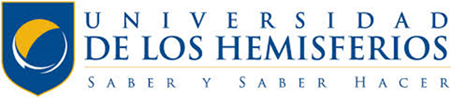 UNIVERSIDAD
DE LOS HEMISFERIOS
SABER Y SABER HACER